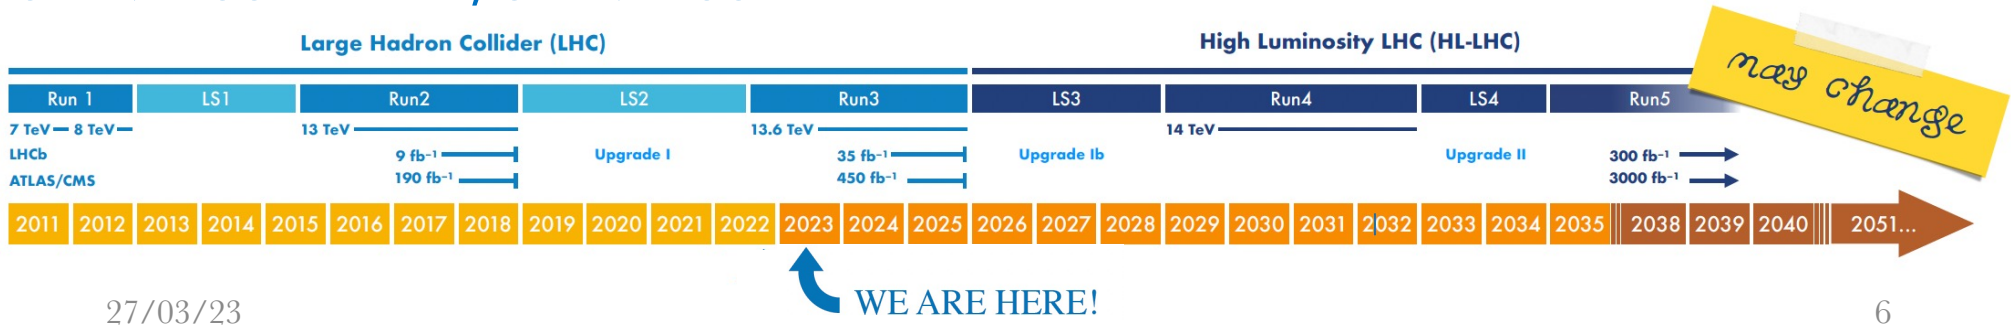 Large Hadron Collider (LHC) High Luminosity LHC (HL-LHC)
may change
Run 1 LS1 Run2 LS2 Run3 LS3 Run4 LS4 Run5
7 TeV 8 TeV 13 TeV 13.6 TeV 14 TeV
LHCb 9 fb⁻¹ Upgrade I 35 fb⁻¹ Upgrade Ib Upgrade II 300 fb⁻¹
ATLAS/CMS 190 fb⁻¹ 450 fb⁻¹ 3000 fb⁻¹
2011 2012 2013 2014 2015 2016 2017 2018 2019 2020 2021 2022 2023 2024 2025 2026 2027 2028 2029 2030 2031 2032 2033 2034 2035 2038 2039 2040 2051...
WE ARE HERE!
27/03/23 6